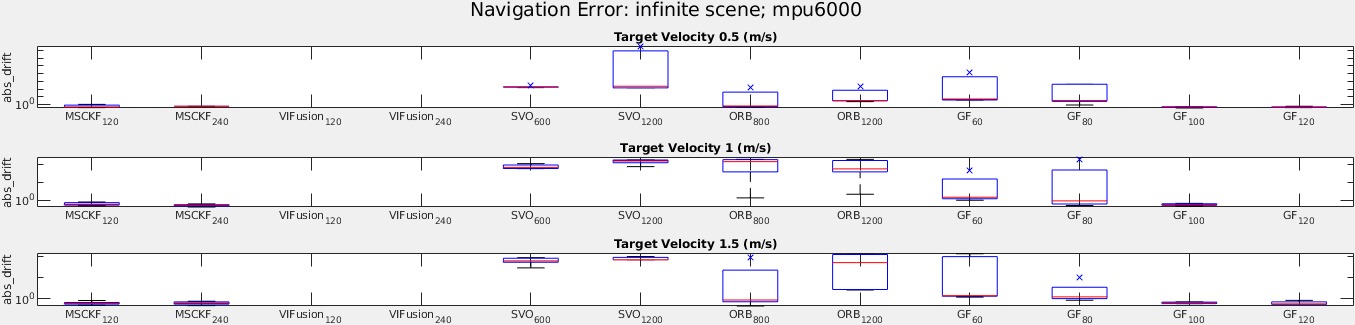 Navigation Error: infinite scene; mpu6000
Target Velocity 0.5 (m/s)
abs_drift
10^0
MSCKF_120 MSCKF_240 VIFusion_120 VIFusion_240 SVO_600 SVO_1200 ORB_800 ORB_1200 GF_60 GF_80 GF_100 GF_120
Target Velocity 1 (m/s)
abs_drift
10^0
MSCKF_120 MSCKF_240 VIFusion_120 VIFusion_240 SVO_600 SVO_1200 ORB_800 ORB_1200 GF_60 GF_80 GF_100 GF_120
Target Velocity 1.5 (m/s)
abs_drift
10^0
MSCKF_120 MSCKF_240 VIFusion_120 VIFusion_240 SVO_600 SVO_1200 ORB_800 ORB_1200 GF_60 GF_80 GF_100 GF_120